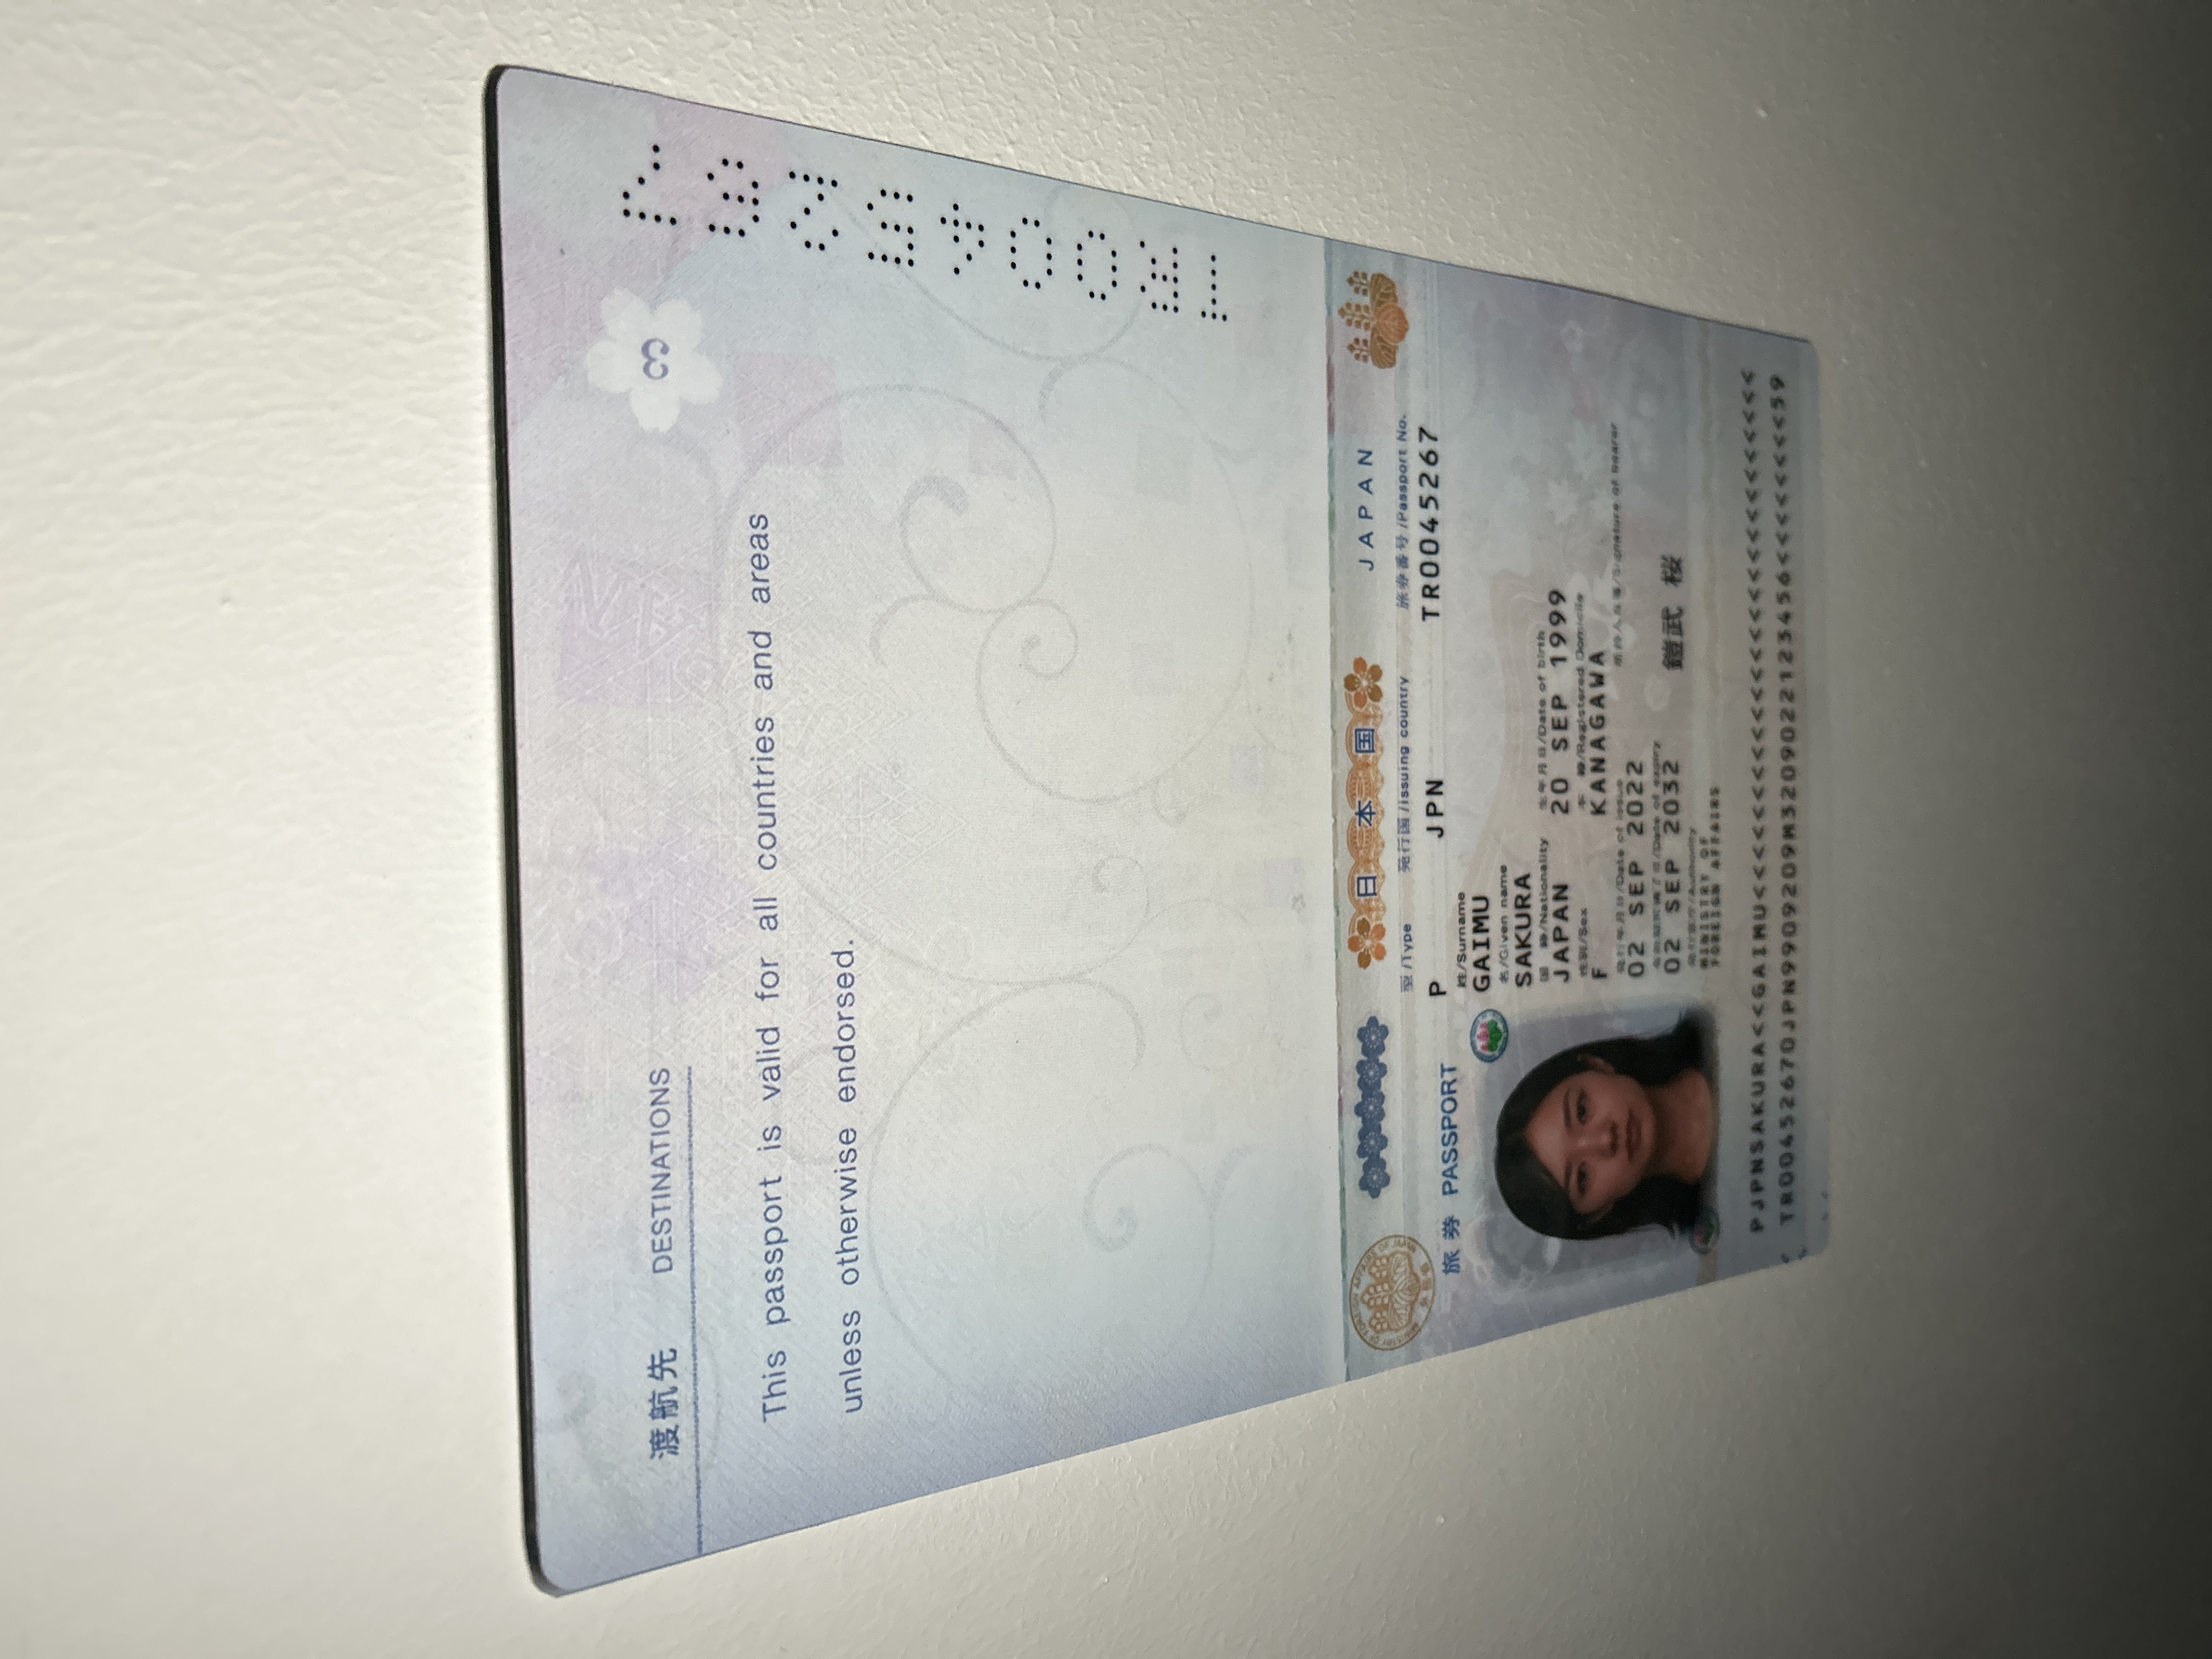 渡航先 DESTINATIONS
3
This passport is valid for all countries and areas
unless otherwise endorsed.
TR0045267
日本国 JAPAN
型/Type 発行国/Issuing country 旅券番号/Passport No.
旅券 PASSPORT P JPN TR0045267
姓/Surname
GAIMU
名/Given name
SAKURA
国 籍/Nationality 生年月日/Date of birth
JAPAN 20 SEP 1999
性別/Sex 本 籍/Registered Domicile
F KANAGAWA
発行年月日/Date of issue 所持人自署/Signature of bearer
02 SEP 2022
有効期間満了日/Date of expiry
02 SEP 2032 鎧武 桜
発行官庁/Authority
MINISTRY OF
FOREIGN AFFAIRS
PJPNSAKURA<<GAIMU<<<<<<<<<<<<<<<<<<<<<<<<<<<
TR00452670JPN9909209M3209022123456<<<<<<<<59